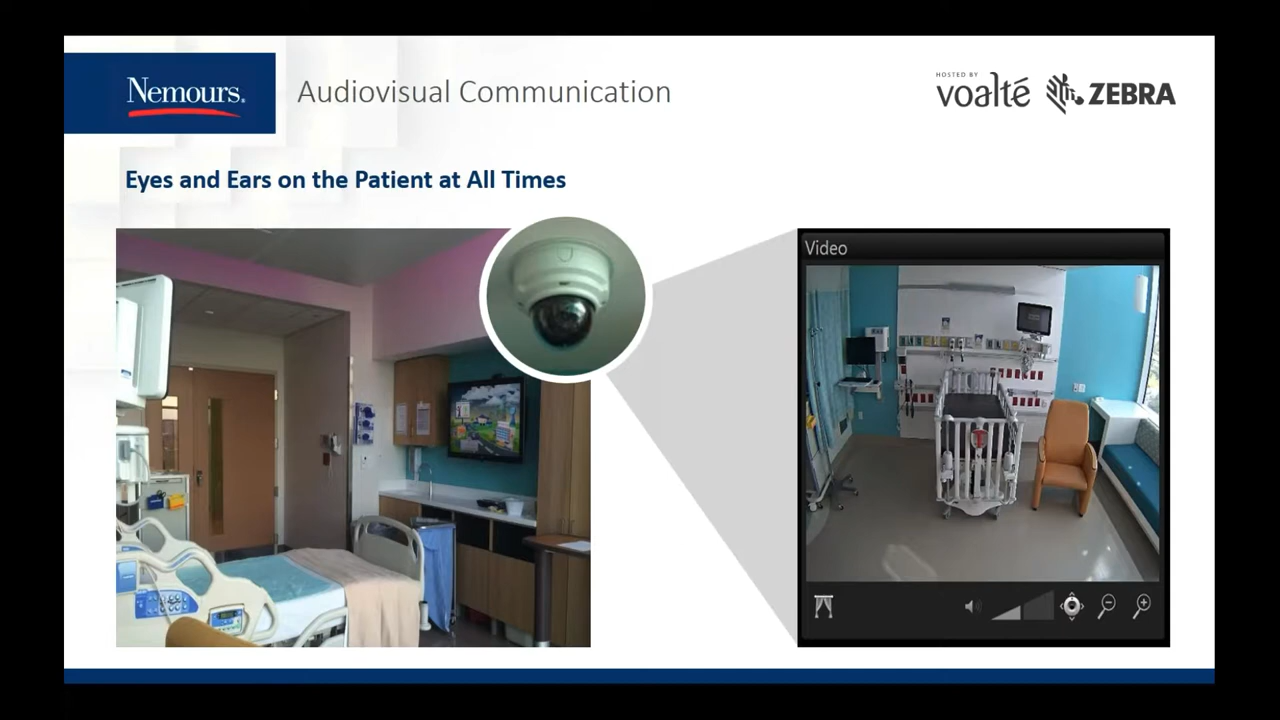 Nemours.
Audiovisual Communication
HOSTED BY
voalté
ZEBRA
Eyes and Ears on the Patient at All Times
Video